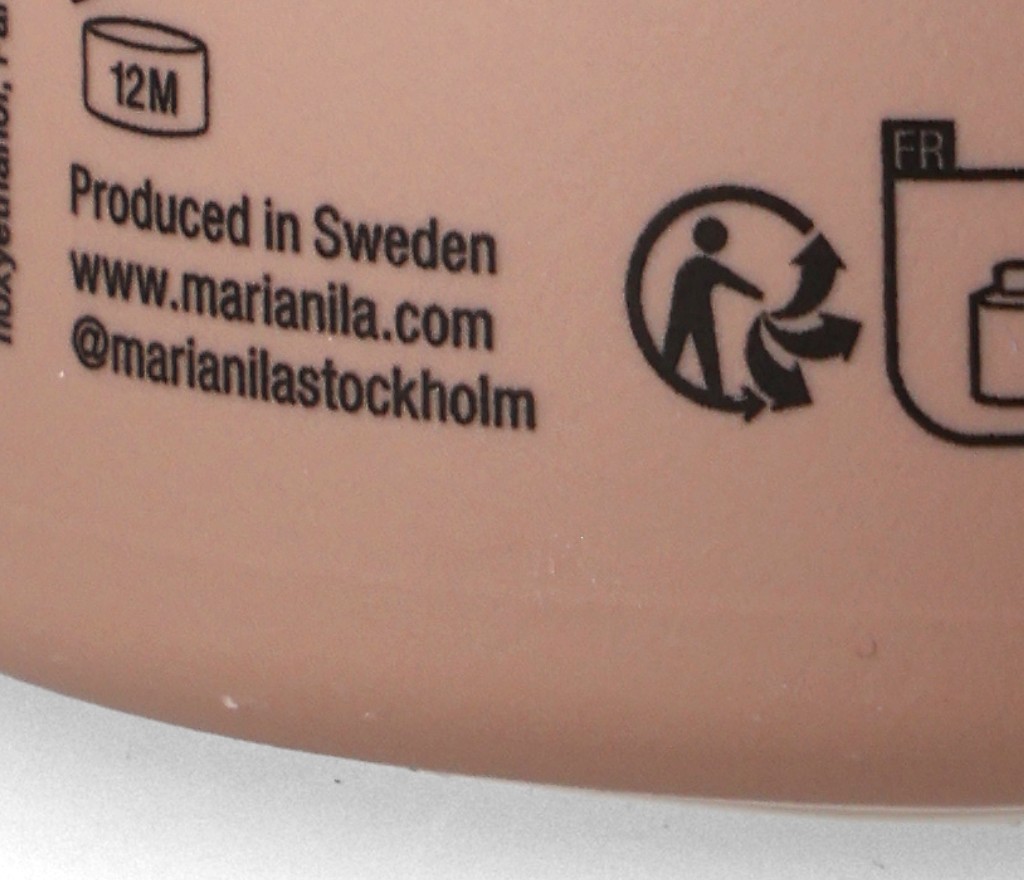 12M
Produced in Sweden
www.marianila.com
@marianilastockholm
FR